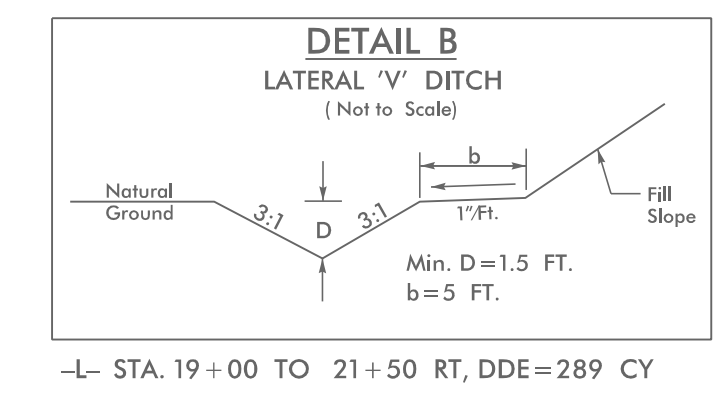 DETAIL B
LATERAL 'V' DITCH
( Not to Scale)
b
Natural
Ground
3:1
D
3:1
1"/Ft.
Fill
Slope
Min. D=1.5 FT.
b=5 FT.
-L- STA. 19+00 TO 21+50 RT, DDE=289 CY